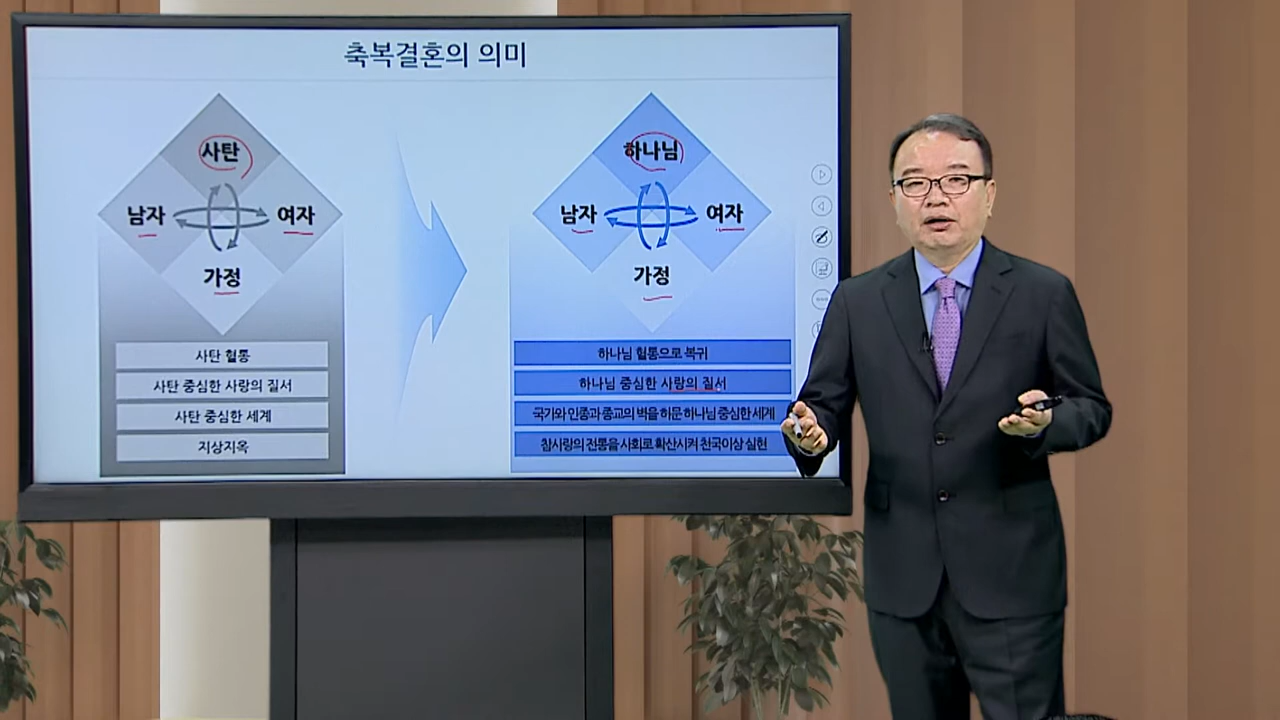 축복결혼의 의미
사탄
남자
여자
가정
사탄 혈통
사탄 중심한 사랑의 질서
사탄 중심한 세계
지상지옥
하나님
남자
여자
가정
하나님 혈통으로 복귀
하나님 중심한 사랑의 질서
국가와 인종과 종교의 벽을 허문 하나님 중심한 세계
참사랑의 전통을 사회로 확산시켜 천국이상 실현